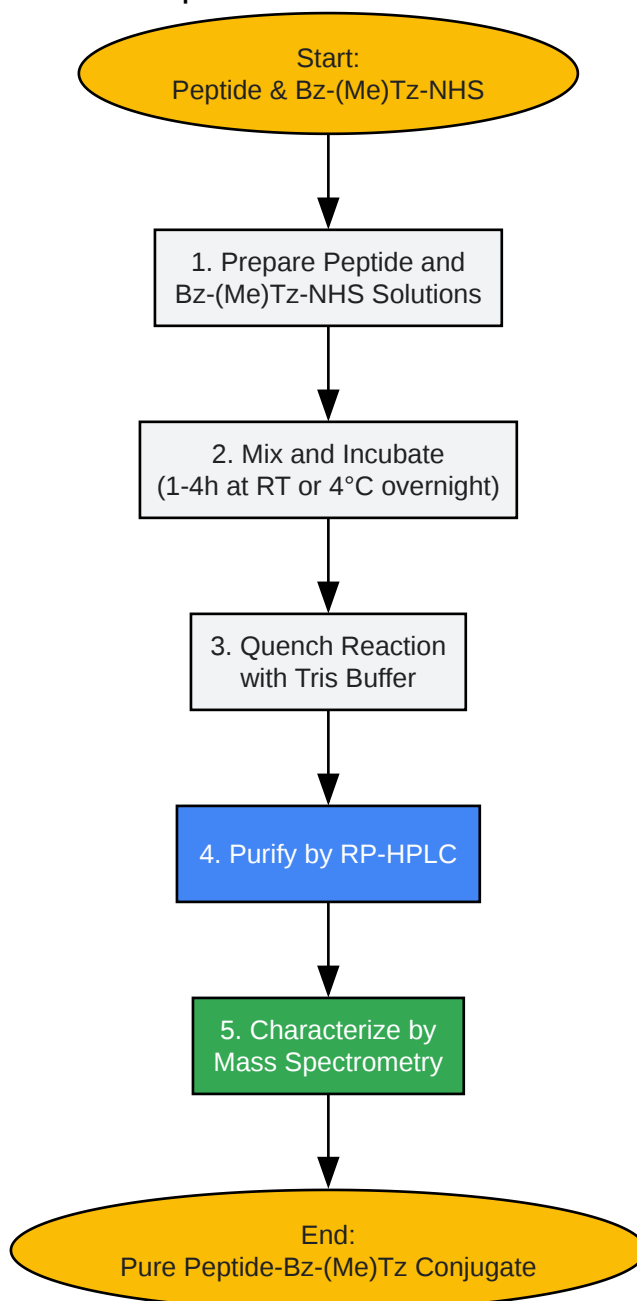 Start:
Peptide & Bz-(Me)Tz-NHS
1. Prepare Peptide and
Bz-(Me)Tz-NHS Solutions
2. Mix and Incubate
(1-4h at RT or 4°C overnight)
3. Quench Reaction
with Tris Buffer
4. Purify by RP-HPLC
5. Characterize by
Mass Spectrometry
End:
Pure Peptide-Bz-(Me)Tz Conjugate